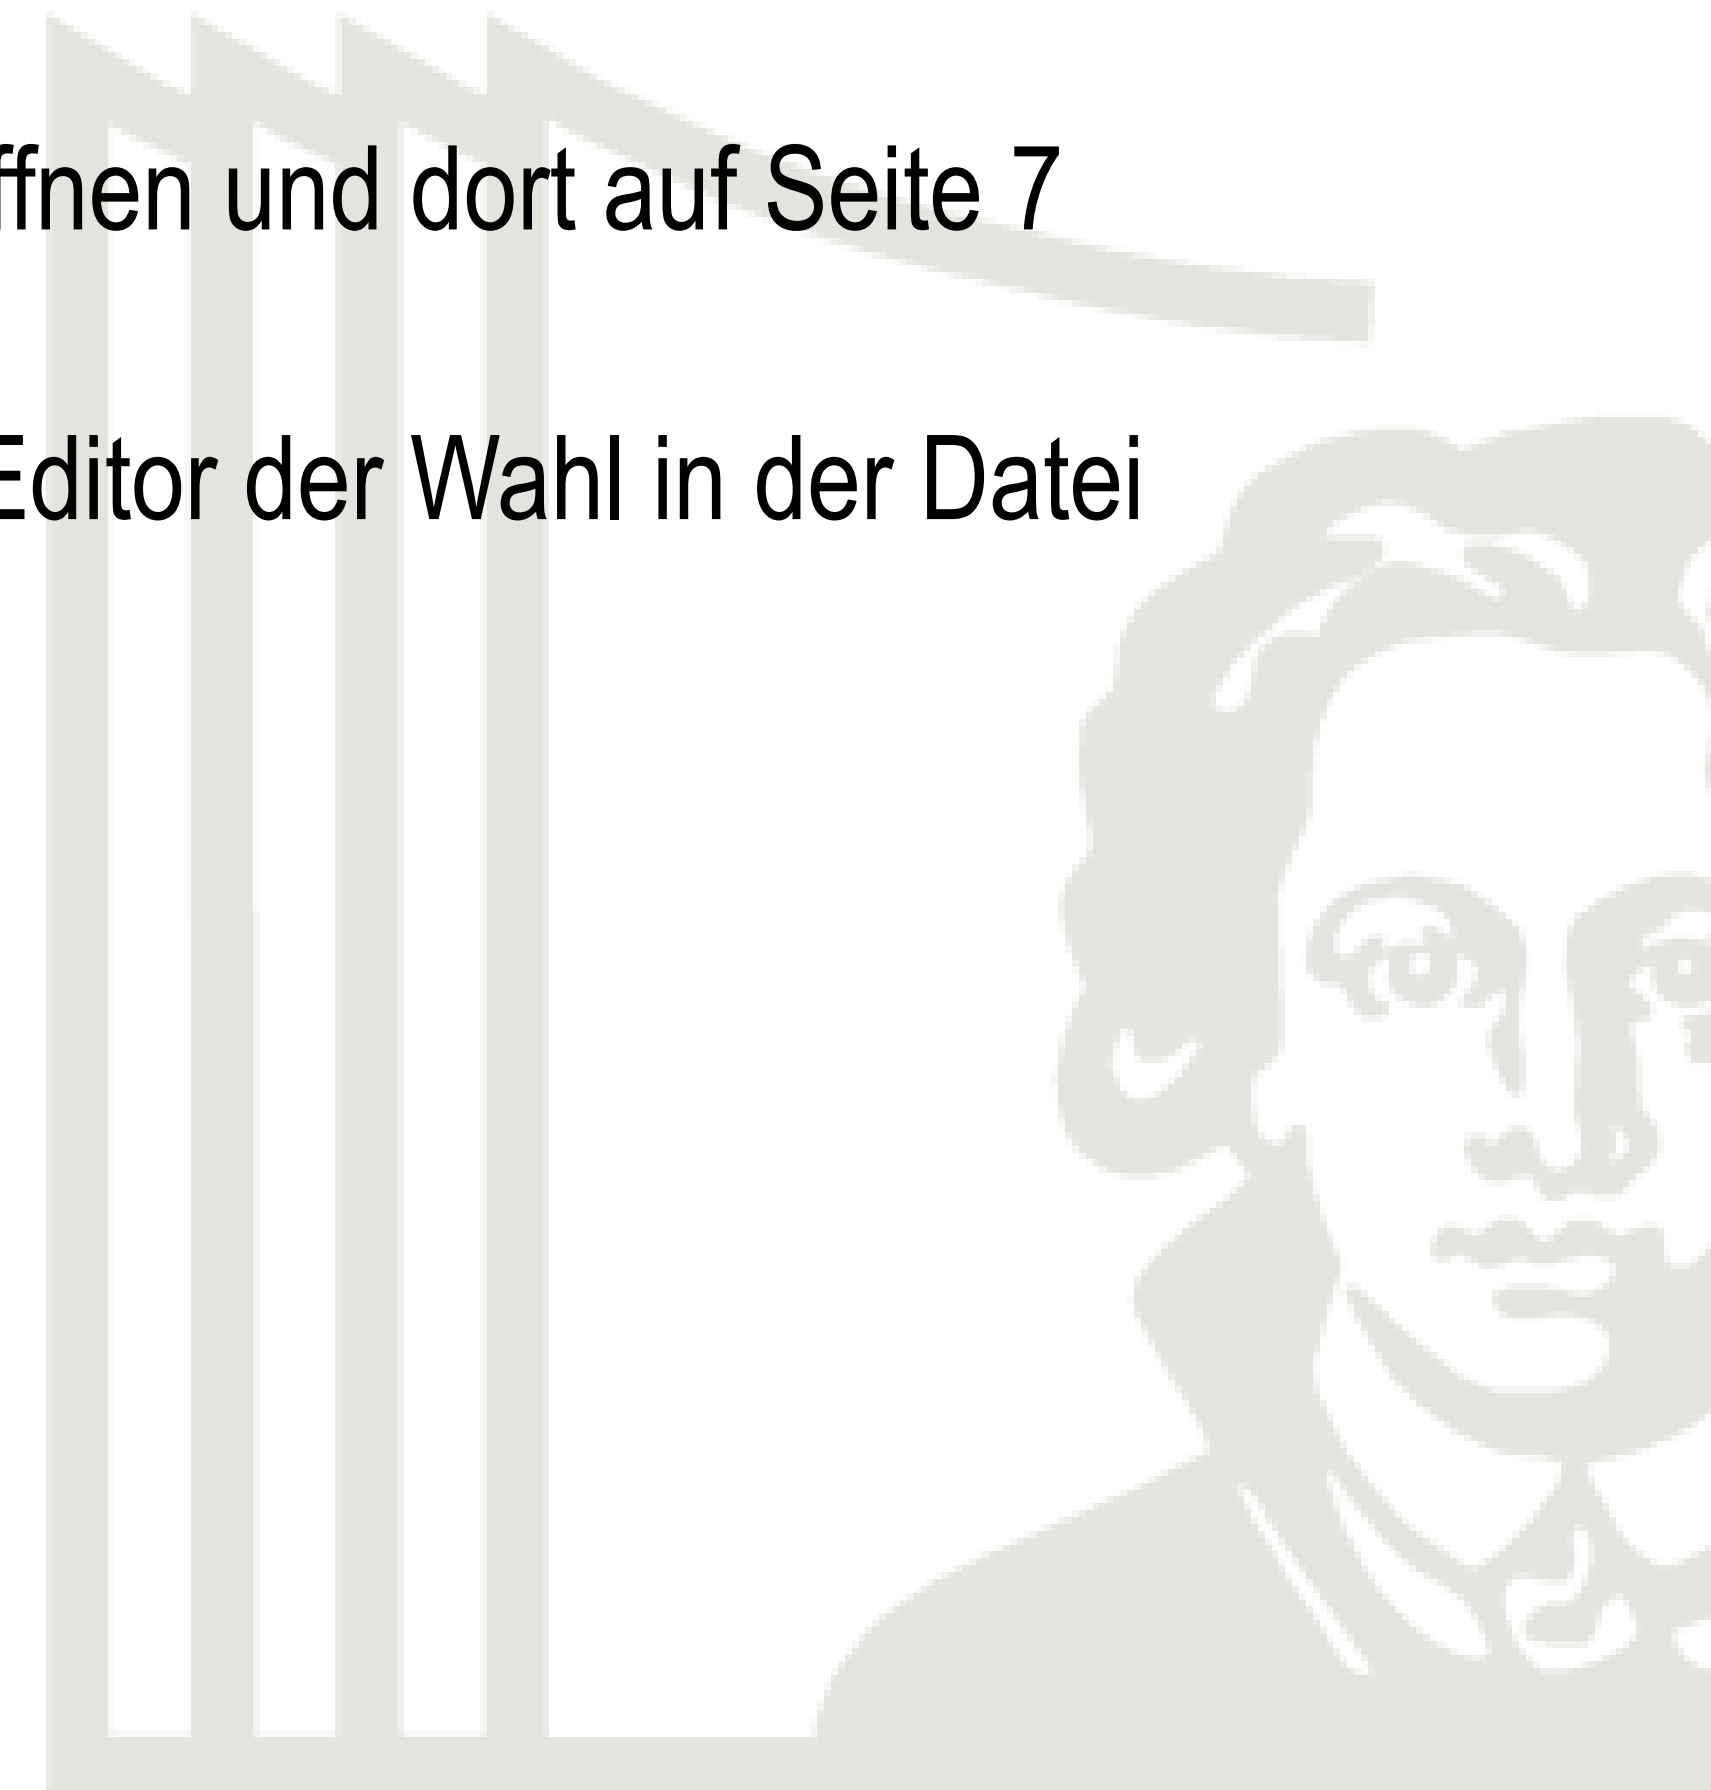 ffnen und dort auf Seite 7
Editor der Wahl in der Datei